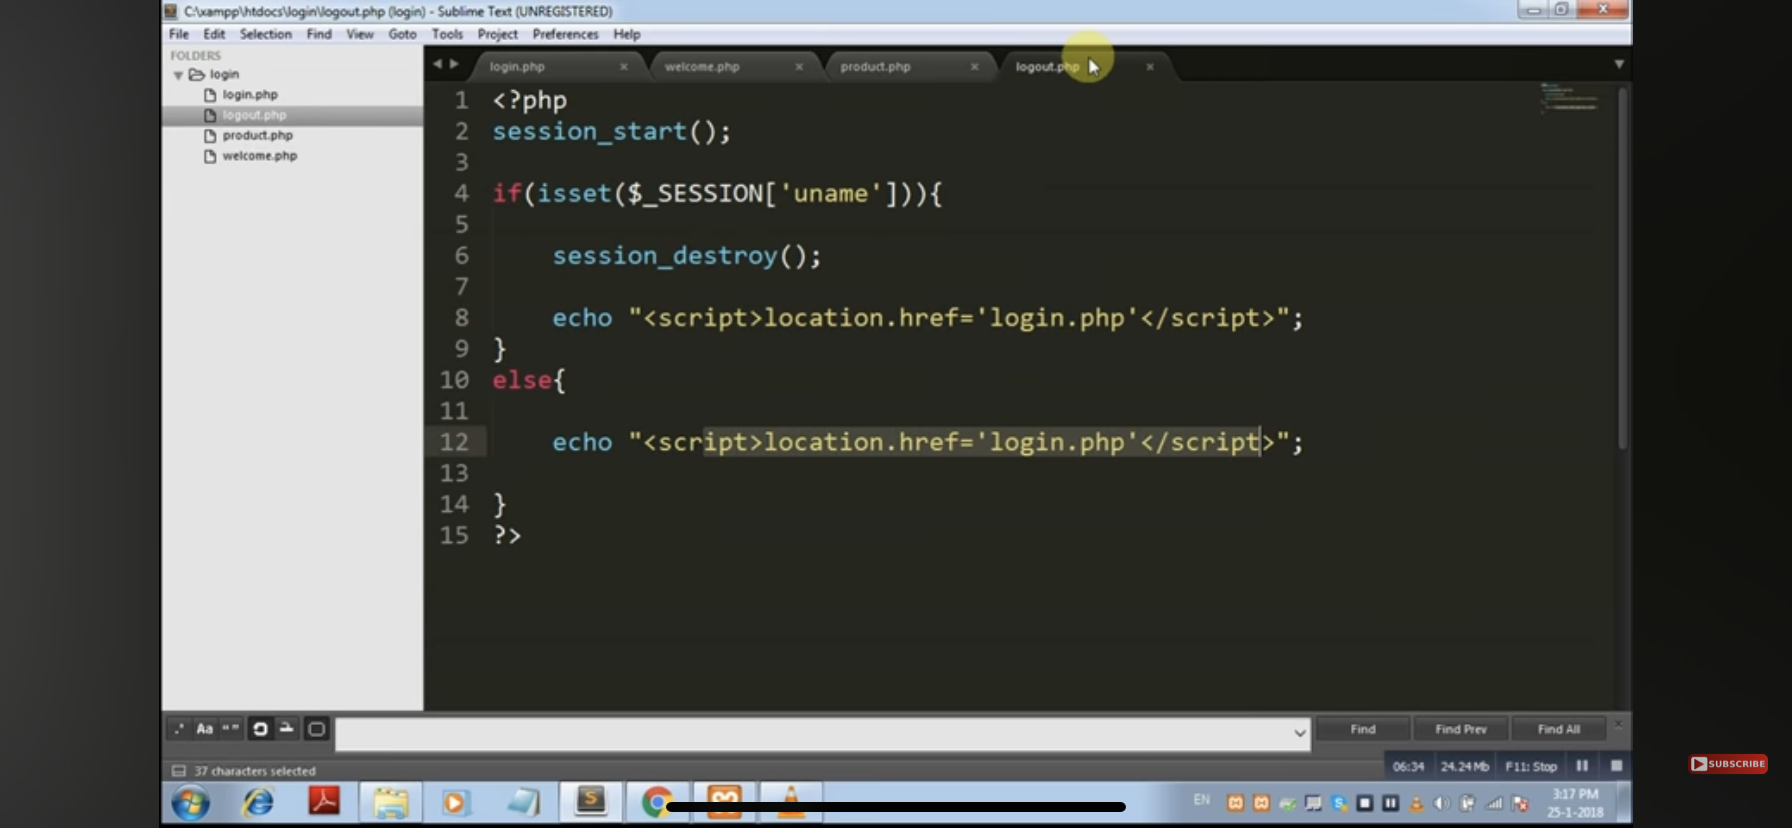 C:\xampp\htdocs\login\logout.php (login) - Sublime Text (UNREGISTERED)
File Edit Selection Find View Goto Tools Project Preferences Help
FOLDERS
login
login.php
logout.php
product.php
welcome.php
login.php welcome.php product.php logout.php
1 <?php
2 session_start();
3
4 if(isset($_SESSION['uname'])){
5
6 session_destroy();
7
8 echo "<script>location.href='login.php'</script>";
9 }
10 else{
11
12 echo "<script>location.href='login.php'</script>";
13
14 }
15 ?>
.* Aa “ ”
Find Find Prev Find All
37 characters selected
06:34 24.24 Mb F11: Stop
SUBSCRIBE
EN
3:17 PM
25-1-2018